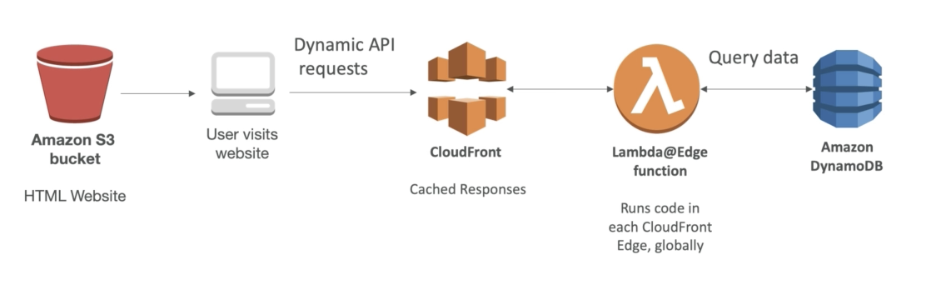 Amazon S3
bucket
HTML Website
User visits
website
Dynamic API
requests
CloudFront
Cached Responses
Lambda@Edge
function
Runs code in
each CloudFront
Edge, globally
Query data
Amazon
DynamoDB